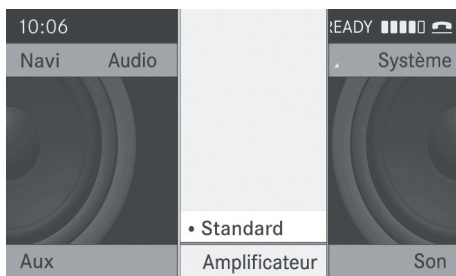 10:06
READY
Navi Audio
Système
• Standard
Aux
Amplificateur
Son